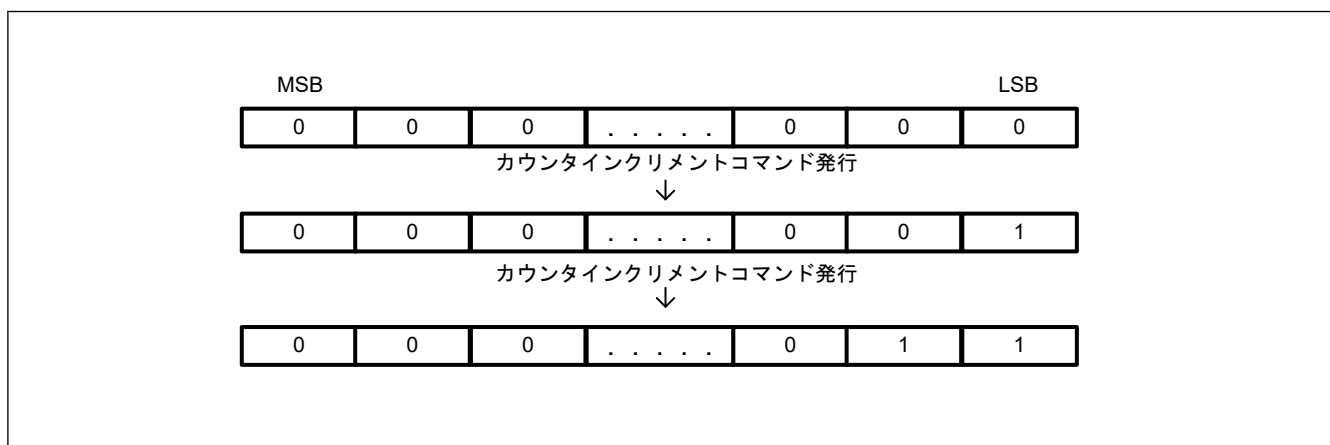 MSB LSB
0 0 0 . . . . . 0 0 0
カウンタインクリメントコマンド発行
↓
0 0 0 . . . . . 0 0 1
カウンタインクリメントコマンド発行
↓
0 0 0 . . . . . 0 1 1